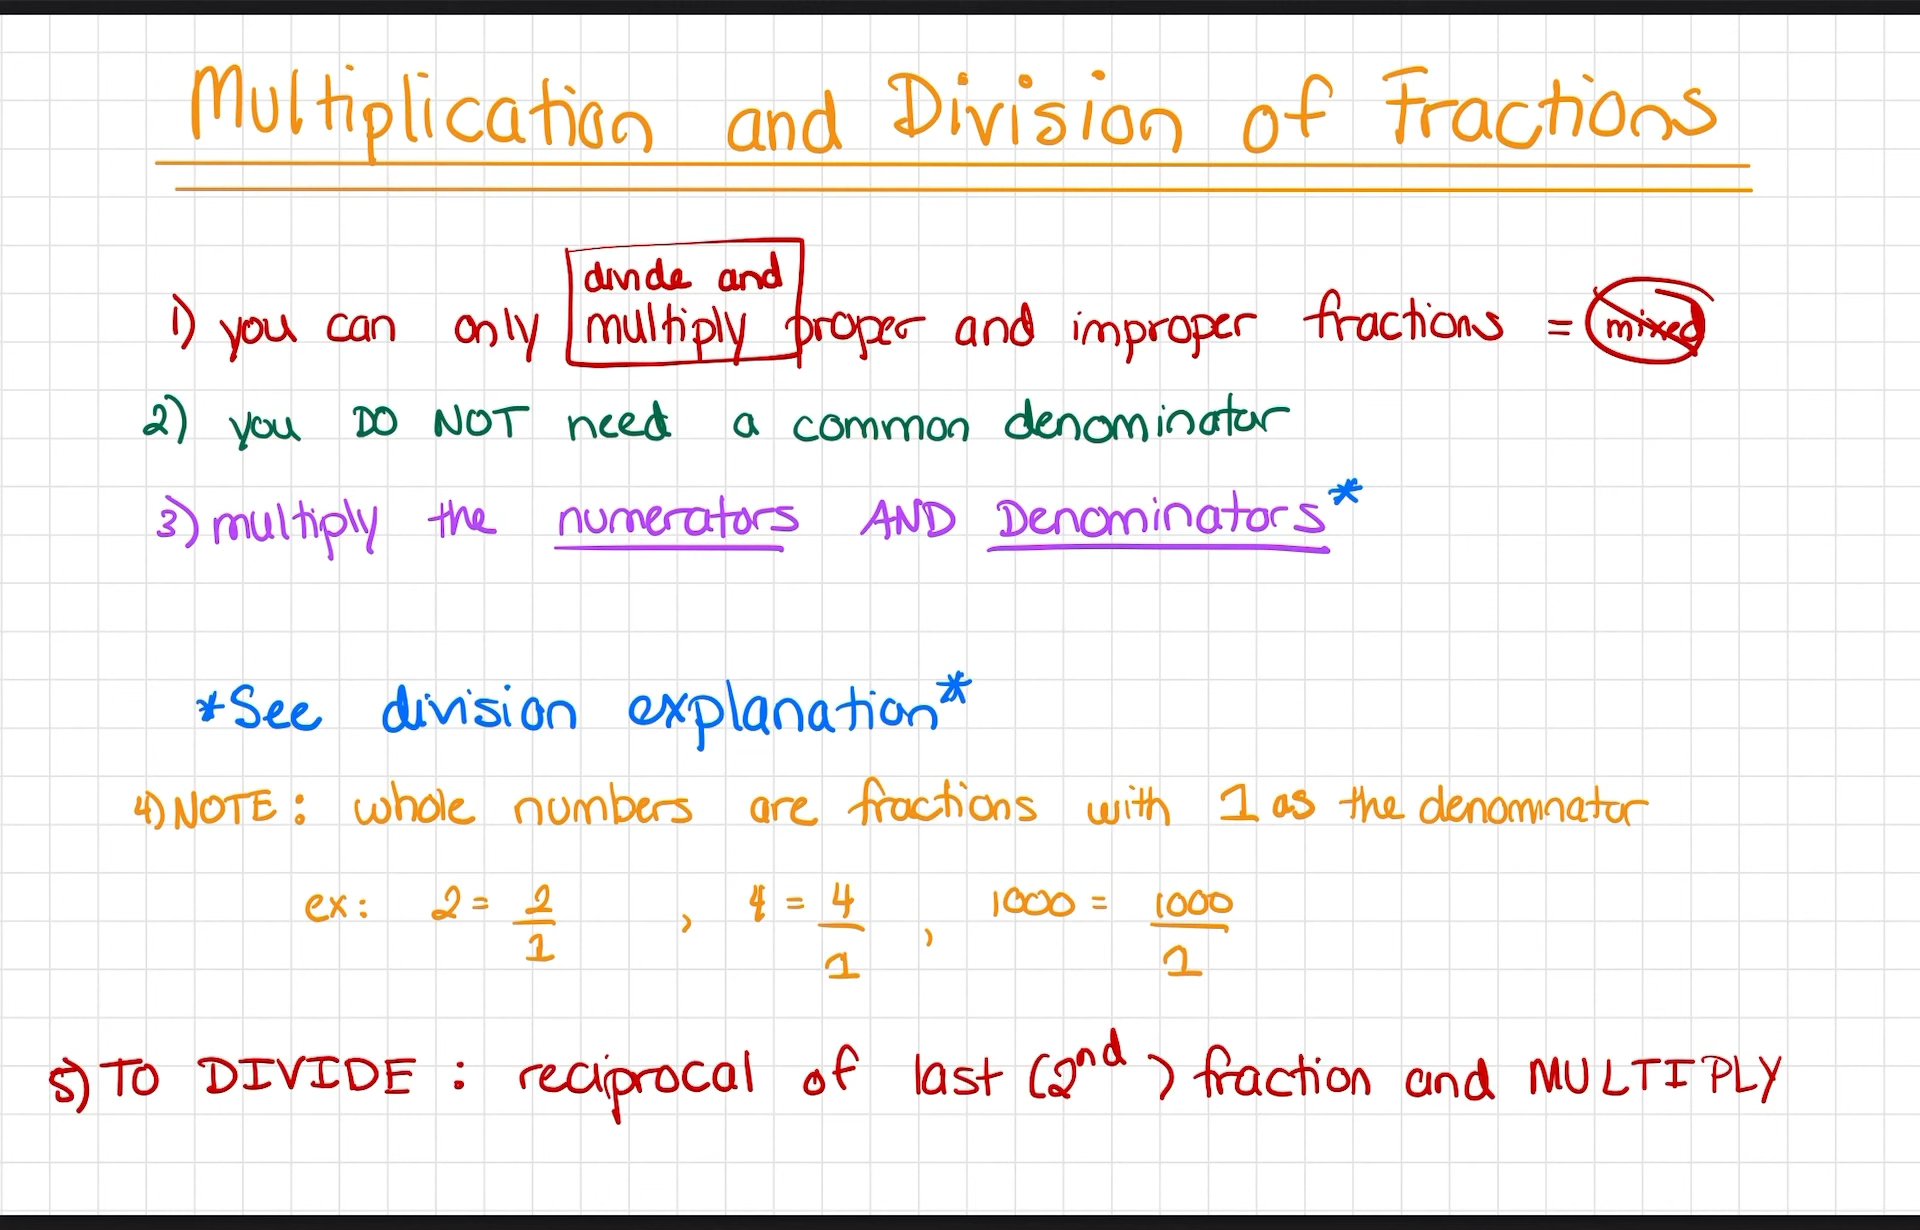 Multiplication and Division of Fractions
divide and
1) you can only multiply proper and improper fractions = mixed
2) you DO NOT need a common denominator
3) multiply the numerators AND Denominators*
*See division explanation*
4) NOTE: whole numbers are fractions with 1 as the denominator
ex: 2 = 2/1 , 4 = 4/1 , 1000 = 1000/1
5) TO DIVIDE : reciprocal of last (2nd) fraction and MULTIPLY